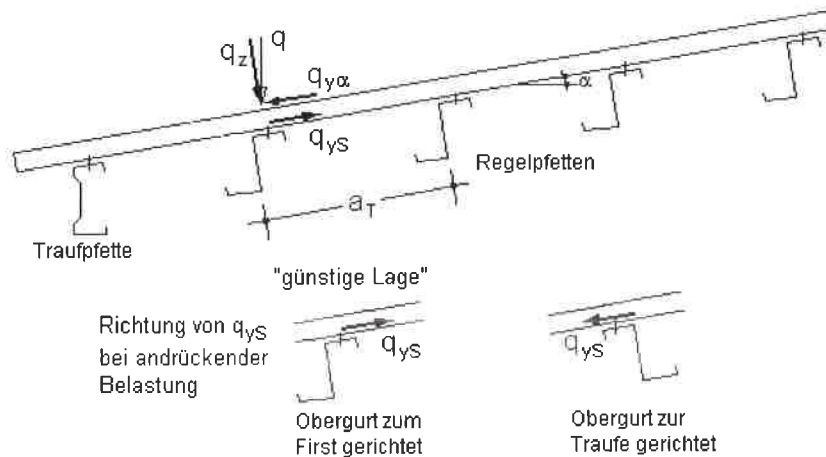 q_z q
q_yα
q_yS
α
Regelpfetten
a_T
Traufpfette
"günstige Lage"
Richtung von q_yS
bei andrückender
Belastung
q_yS
q_yS
Obergurt zum
First gerichtet
Obergurt zur
Traufe gerichtet